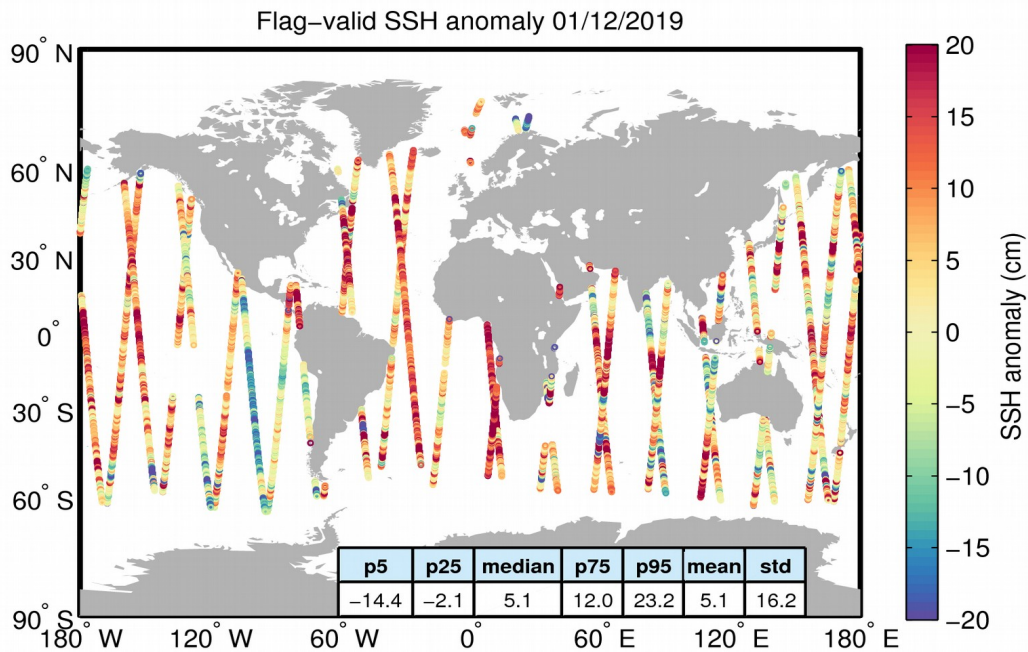 Flag−valid SSH anomaly 01/12/2019
90° N
60° N
30° N
0°
30° S
60° S
90° S
180° W
120° W
60° W
0°
60° E
120° E
180° E
p5 p25 median p75 p95 mean std
−14.4 −2.1 5.1 12.0 23.2 5.1 16.2
20
15
10
5
0
−5
−10
−15
−20
SSH anomaly (cm)